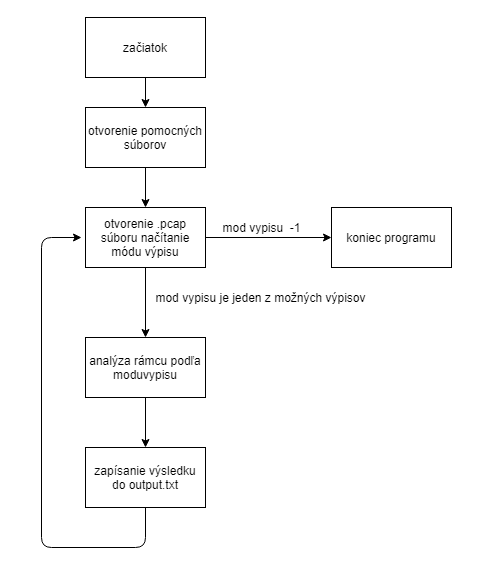 začiatok
otvorenie pomocných
súborov
otvorenie .pcap
súboru načítanie
módu výpisu
mod vypisu  -1
koniec programu
mod vypisu je jeden z možných výpisov
analýza rámcu podľa
moduvypisu
zapísanie výsledku
do output.txt